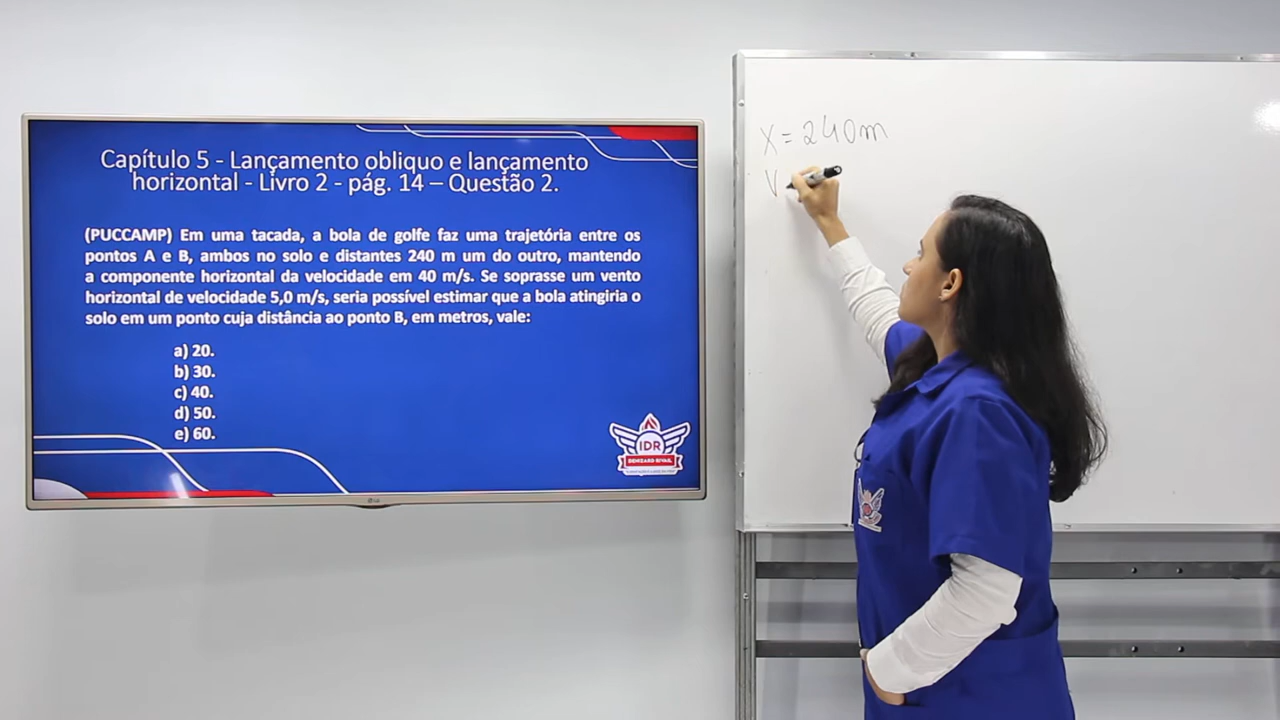 Capítulo 5 - Lançamento obliquo e lançamento
horizontal - Livro 2 - pág. 14 – Questão 2.
(PUCCAMP) Em uma tacada, a bola de golfe faz uma trajetória entre os
pontos A e B, ambos no solo e distantes 240 m um do outro, mantendo
a componente horizontal da velocidade em 40 m/s. Se soprasse um vento
horizontal de velocidade 5,0 m/s, seria possível estimar que a bola atingiria o
solo em um ponto cuja distância ao ponto B, em metros, vale:
a) 20.
b) 30.
c) 40.
d) 50.
e) 60.
IDR
DENIZARD RIVAIL
LG
X = 240m
V